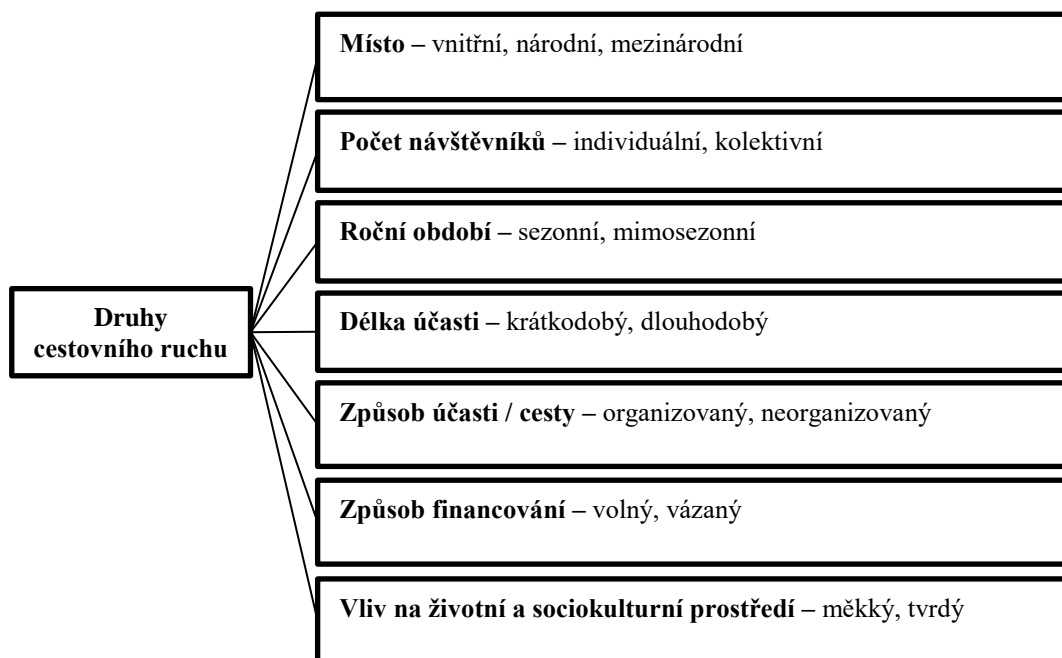 Místo – vnitřní, národní, mezinárodní
Počet návštěvníků – individuální, kolektivní
Roční období – sezonní, mimosezonní
Druhy
cestovního ruchu
Délka účasti – krátkodobý, dlouhodobý
Způsob účasti / cesty – organizovaný, neorganizovaný
Způsob financování – volný, vázaný
Vliv na životní a sociokulturní prostředí – měkký, tvrdý